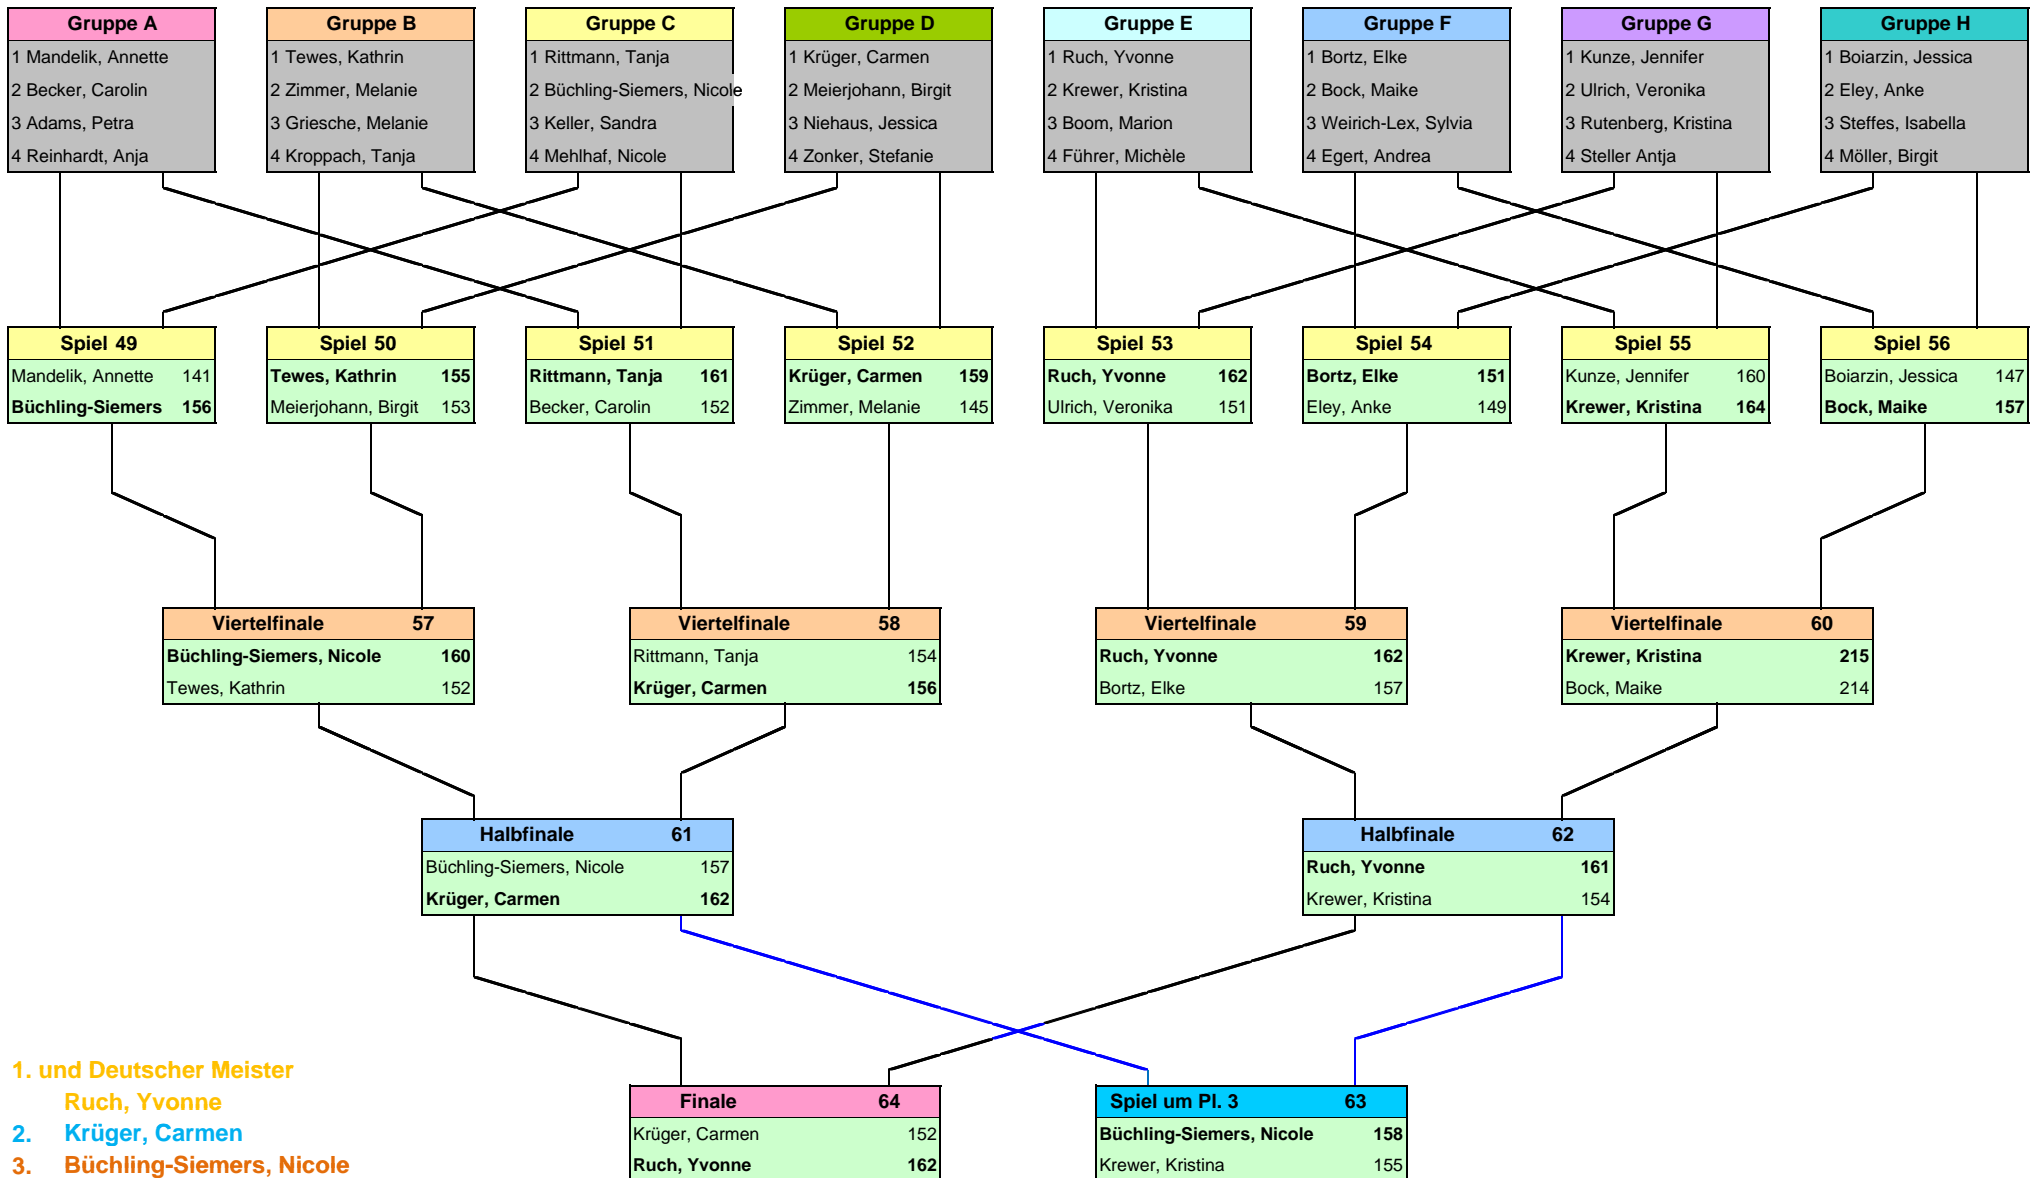 Gruppe A
1 Mandelik, Annette
2 Becker, Carolin
3 Adams, Petra
4 Reinhardt, Anja
Gruppe B
1 Tewes, Kathrin
2 Zimmer, Melanie
3 Griesche, Melanie
4 Kroppach, Tanja
Gruppe C
1 Rittmann, Tanja
2 Büchling-Siemers, Nicole
3 Keller, Sandra
4 Mehlhaf, Nicole
Gruppe D
1 Krüger, Carmen
2 Meierjohann, Birgit
3 Niehaus, Jessica
4 Zonker, Stefanie
Gruppe E
1 Ruch, Yvonne
2 Krewer, Kristina
3 Boom, Marion
4 Führer, Michèle
Gruppe F
1 Bortz, Elke
2 Bock, Maike
3 Weirich-Lex, Sylvia
4 Egert, Andrea
Gruppe G
1 Kunze, Jennifer
2 Ulrich, Veronika
3 Rutenberg, Kristina
4 Steller Antja
Gruppe H
1 Boiarzin, Jessica
2 Eley, Anke
3 Steffes, Isabella
4 Möller, Birgit
Spiel 49
Mandelik, Annette 141
Büchling-Siemers 156
Spiel 50
Tewes, Kathrin 155
Meierjohann, Birgit 153
Spiel 51
Rittmann, Tanja 161
Becker, Carolin 152
Spiel 52
Krüger, Carmen 159
Zimmer, Melanie 145
Spiel 53
Ruch, Yvonne 162
Ulrich, Veronika 151
Spiel 54
Bortz, Elke 151
Eley, Anke 149
Spiel 55
Kunze, Jennifer 160
Krewer, Kristina 164
Spiel 56
Boiarzin, Jessica 147
Bock, Maike 157
Viertelfinale 57
Büchling-Siemers, Nicole 160
Tewes, Kathrin 152
Viertelfinale 58
Rittmann, Tanja 154
Krüger, Carmen 156
Viertelfinale 59
Ruch, Yvonne 162
Bortz, Elke 157
Viertelfinale 60
Krewer, Kristina 215
Bock, Maike 214
Halbfinale 61
Büchling-Siemers, Nicole 157
Krüger, Carmen 162
Halbfinale 62
Ruch, Yvonne 161
Krewer, Kristina 154
1. und Deutscher Meister
Ruch, Yvonne
2. Krüger, Carmen
3. Büchling-Siemers, Nicole
Finale 64
Krüger, Carmen 152
Ruch, Yvonne 162
Spiel um Pl. 3 63
Büchling-Siemers, Nicole 158
Krewer, Kristina 155